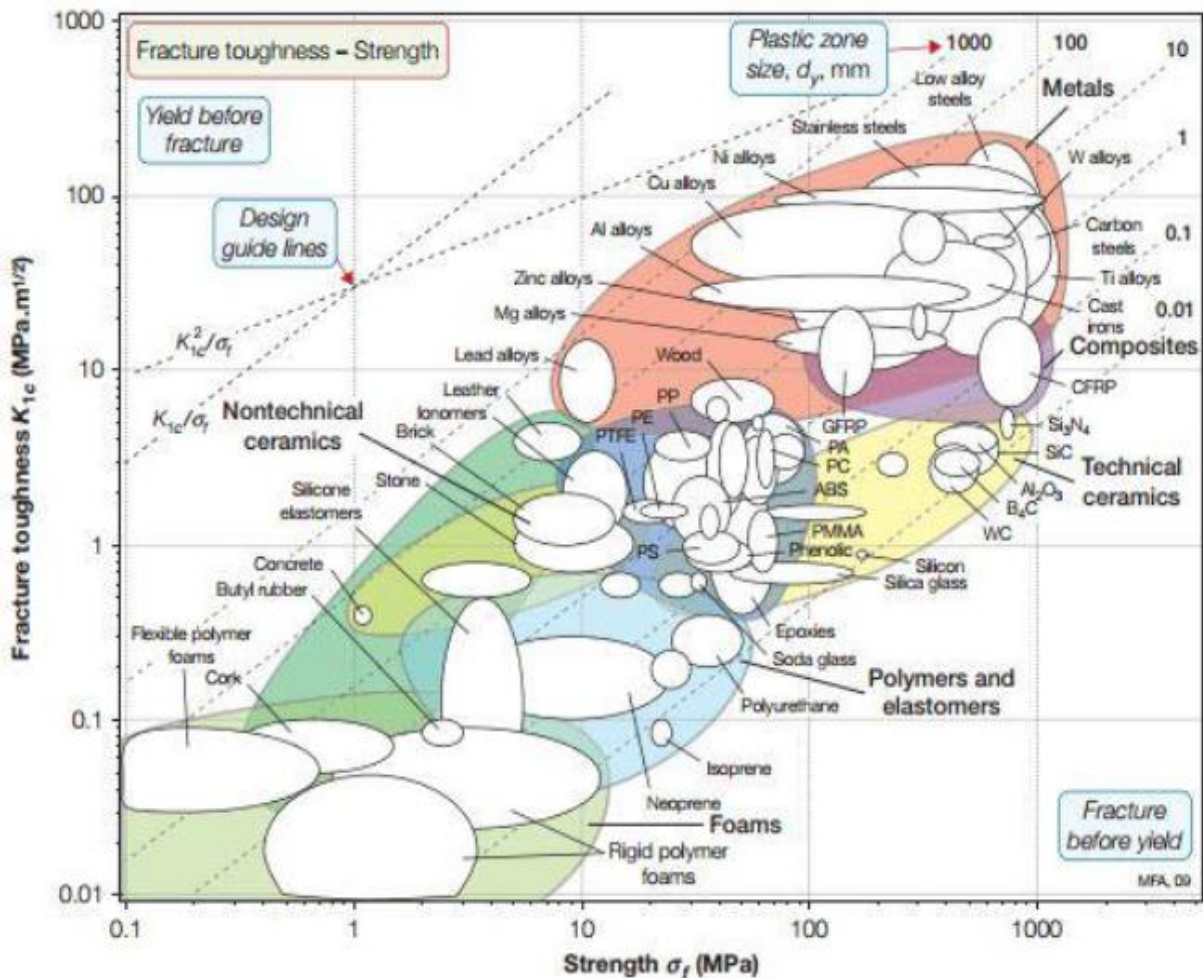 1000
Fracture toughness – Strength
Plastic zone
size, d_y, mm
1000
100
10
Low alloy
steels
Metals
Yield before
fracture
Stainless steels
1
Ni alloys
W alloys
Cu alloys
100
Design
guide lines
Al alloys
Carbon
steels
0.1
Zinc alloys
Ti alloys
Mg alloys
Cast
irons
0.01
K²₁c/σf
Lead alloys
Wood
Composites
10
Leather
PP
CFRP
K₁c/σf
Nontechnical
ceramics
Ionomers
PE
GFRP
Si₃N₄
Brick
PTFE
PA
SiC
Stone
PC
Technical
ceramics
Silicone
elastomers
ABS
Al₂O₃
B₄C
WC
1
PMMA
PS
Phenolic
Silicon
Silica glass
Concrete
Butyl rubber
Epoxies
Flexible polymer
foams
Soda glass
Cork
Polyurethane
Polymers and
elastomers
0.1
Isoprene
Neoprene
Foams
Fracture
before yield
Rigid polymer
foams
MFA, 09
0.01
0.1
1
10
100
1000
Strength σf (MPa)
Fracture toughness K₁c (MPa.m^1/2)